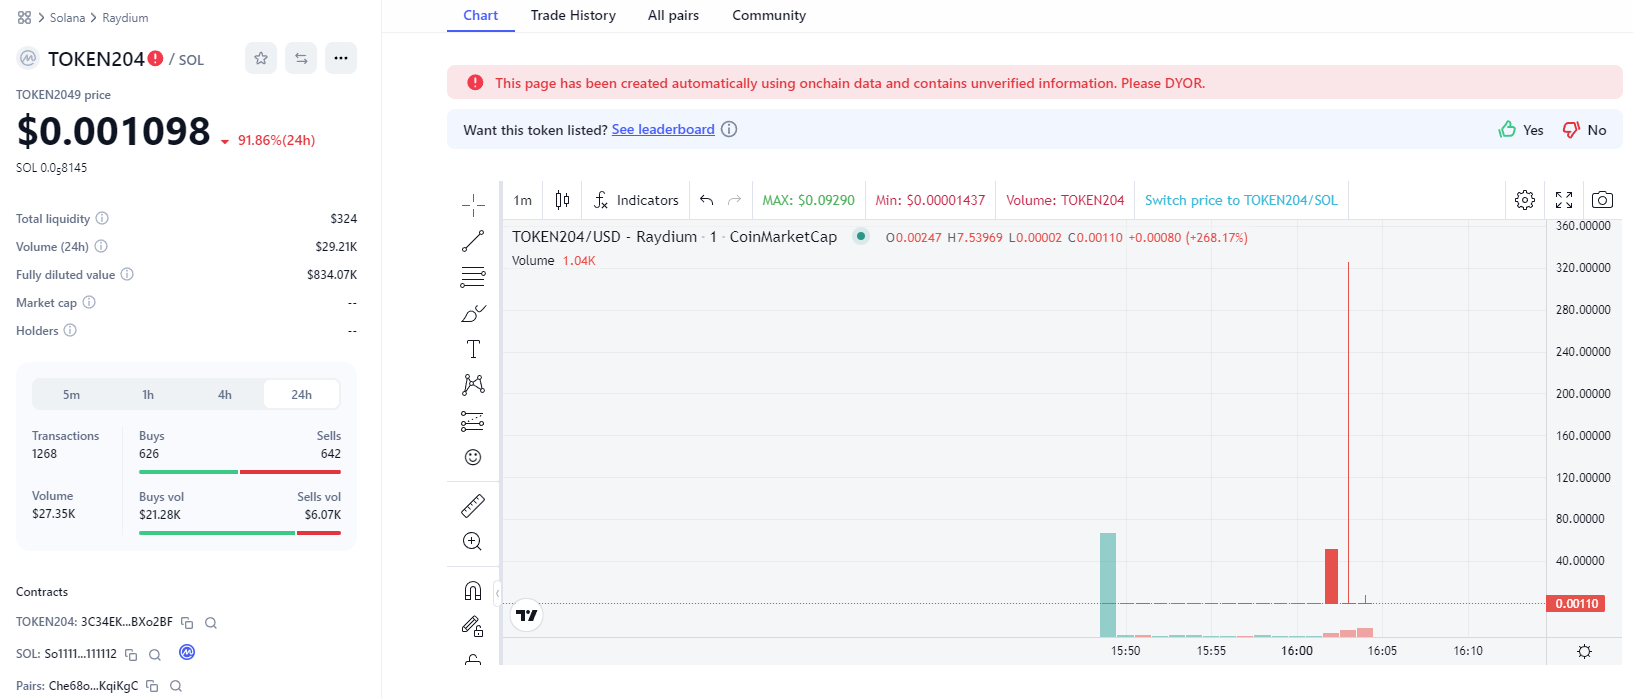 Solana > Raydium
TOKEN204 / SOL
TOKEN2049 price
$0.001098 91.86%(24h)
SOL 0.0₅8145
Total liquidity $324
Volume (24h) $29.21K
Fully diluted value $834.07K
Market cap --
Holders --
5m 1h 4h 24h
Transactions Buys Sells
1268 626 642
Volume Buys vol Sells vol
$27.35K $21.28K $6.07K
Contracts
TOKEN204: 3C34EK...BXo2BF
SOL: So1111...111112
Pairs: Che68o...KqiKgC
Chart Trade History All pairs Community
This page has been created automatically using onchain data and contains unverified information. Please DYOR.
Want this token listed? See leaderboard Yes No
1m Indicators MAX: $0.09290 Min: $0.00001437 Volume: TOKEN204 Switch price to TOKEN204/SOL
TOKEN204/USD - Raydium · 1 · CoinMarketCap O0.00247 H7.53969 L0.00002 C0.00110 +0.00080 (+268.17%)
Volume 1.04K
360.00000
320.00000
280.00000
240.00000
200.00000
160.00000
120.00000
80.00000
40.00000
0.00110
15:50 15:55 16:00 16:05 16:10